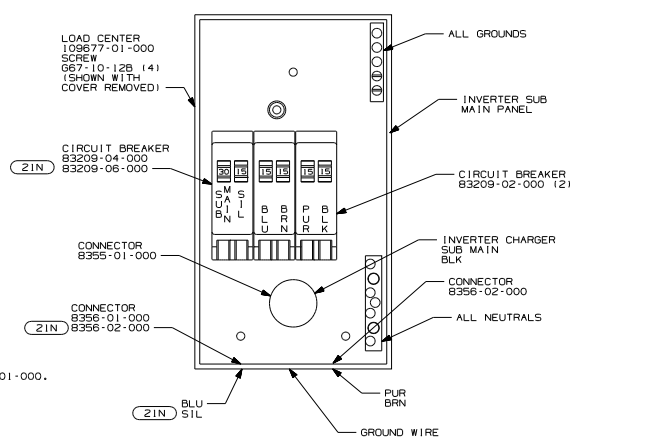 LOAD CENTER
109677-01-000
SCREW
G67-10-12B (4)
(SHOWN WITH
COVER REMOVED)
ALL GROUNDS
INVERTER SUB
MAIN PANEL
CIRCUIT BREAKER
83209-04-000
2IN 83209-06-000
CIRCUIT BREAKER
83209-02-000 (2)
30 15 15 15 15 15
SUB
MAIN
SIL
BLU
BRN
PUR
BLK
CONNECTOR
8355-01-000
INVERTER CHARGER
SUB MAIN
BLK
CONNECTOR
8356-02-000
CONNECTOR
8356-01-000
2IN 8356-02-000
ALL NEUTRALS
01-000.
BLU
2IN SIL
PUR
BRN
GROUND WIRE